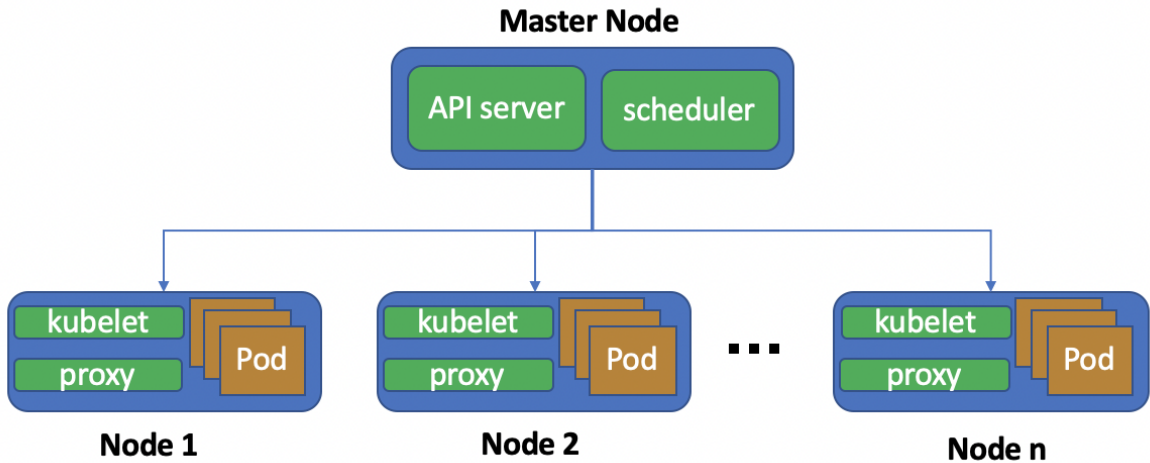 Master Node
API server
scheduler
kubelet
proxy
Pod
kubelet
proxy
Pod
...
kubelet
proxy
Pod
Node 1
Node 2
Node n